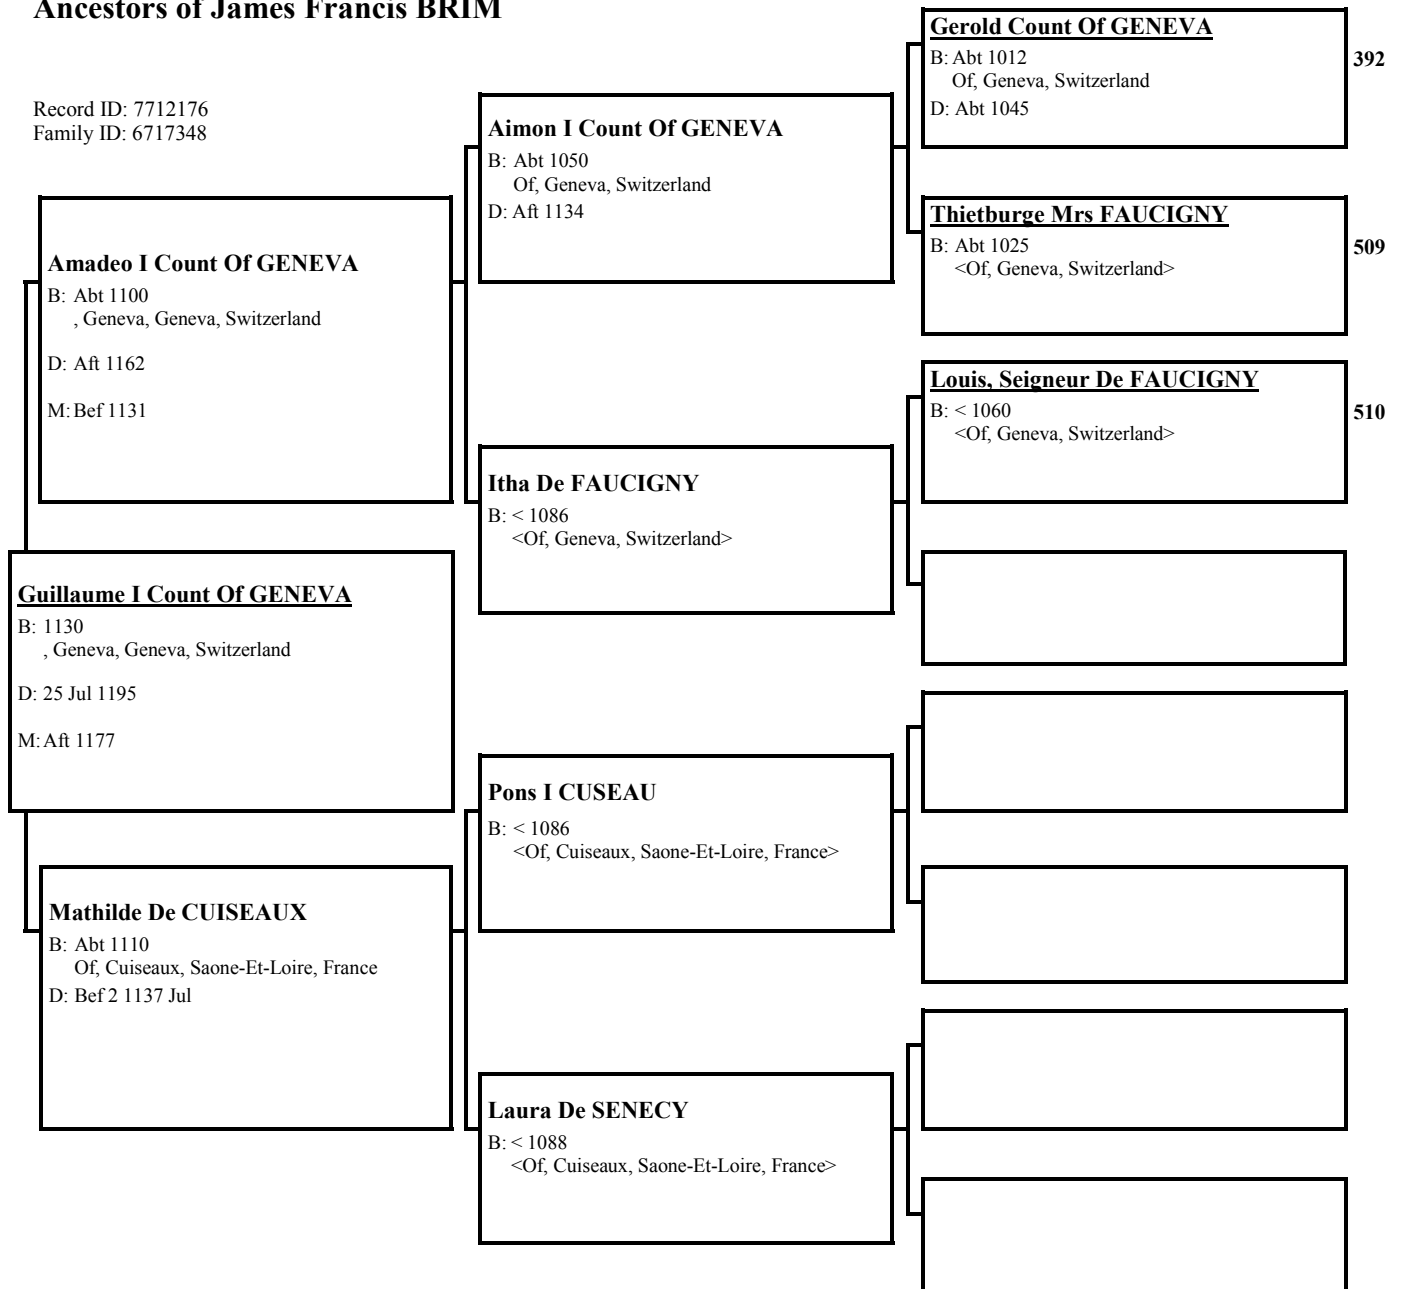 Ancestors of James Francis BRIM
Record ID: 7712176
Family ID: 6717348
Amadeo I Count Of GENEVA
B: Abt 1100
, Geneva, Geneva, Switzerland
D: Aft 1162
M: Bef 1131
Guillaume I Count Of GENEVA
B: 1130
, Geneva, Geneva, Switzerland
D: 25 Jul 1195
M: Aft 1177
Mathilde De CUISEAUX
B: Abt 1110
Of, Cuiseaux, Saone-Et-Loire, France
D: Bef 2 1137 Jul
Aimon I Count Of GENEVA
B: Abt 1050
Of, Geneva, Switzerland
D: Aft 1134
Itha De FAUCIGNY
B: < 1086
<Of, Geneva, Switzerland>
Pons I CUSEAU
B: < 1086
<Of, Cuiseaux, Saone-Et-Loire, France>
Laura De SENECY
B: < 1088
<Of, Cuiseaux, Saone-Et-Loire, France>
Gerold Count Of GENEVA
B: Abt 1012
Of, Geneva, Switzerland
D: Abt 1045
392
Thietburge Mrs FAUCIGNY
B: Abt 1025
<Of, Geneva, Switzerland>
509
Louis, Seigneur De FAUCIGNY
B: < 1060
<Of, Geneva, Switzerland>
510